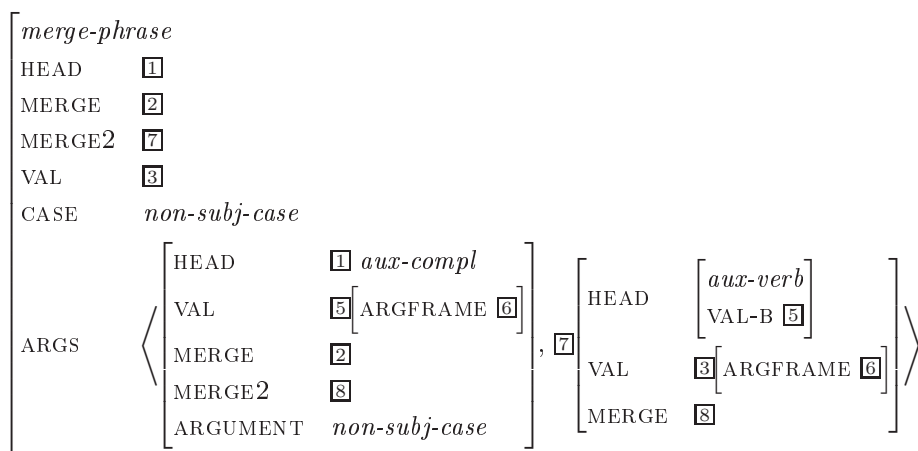 merge-phrase
HEAD 1
MERGE 2
MERGE2 7
VAL 3
CASE non-subj-case
ARGS ⟨[HEAD 1 aux-compl
VAL 5[ARGFRAME 6]
MERGE 2
MERGE2 8
ARGUMENT non-subj-case], 7[HEAD [aux-verb
VAL-B 5]
VAL 3[ARGFRAME 6]
MERGE 8]⟩